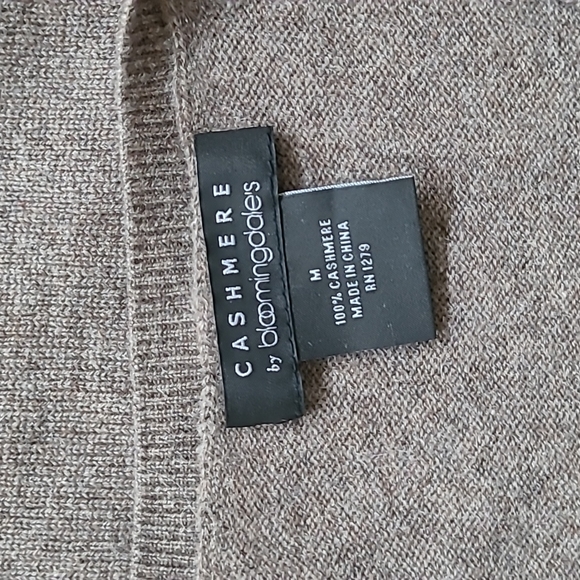 CASHMERE
by bloomingdale's
M
100% CASHMERE
MADE IN CHINA
RN 1279